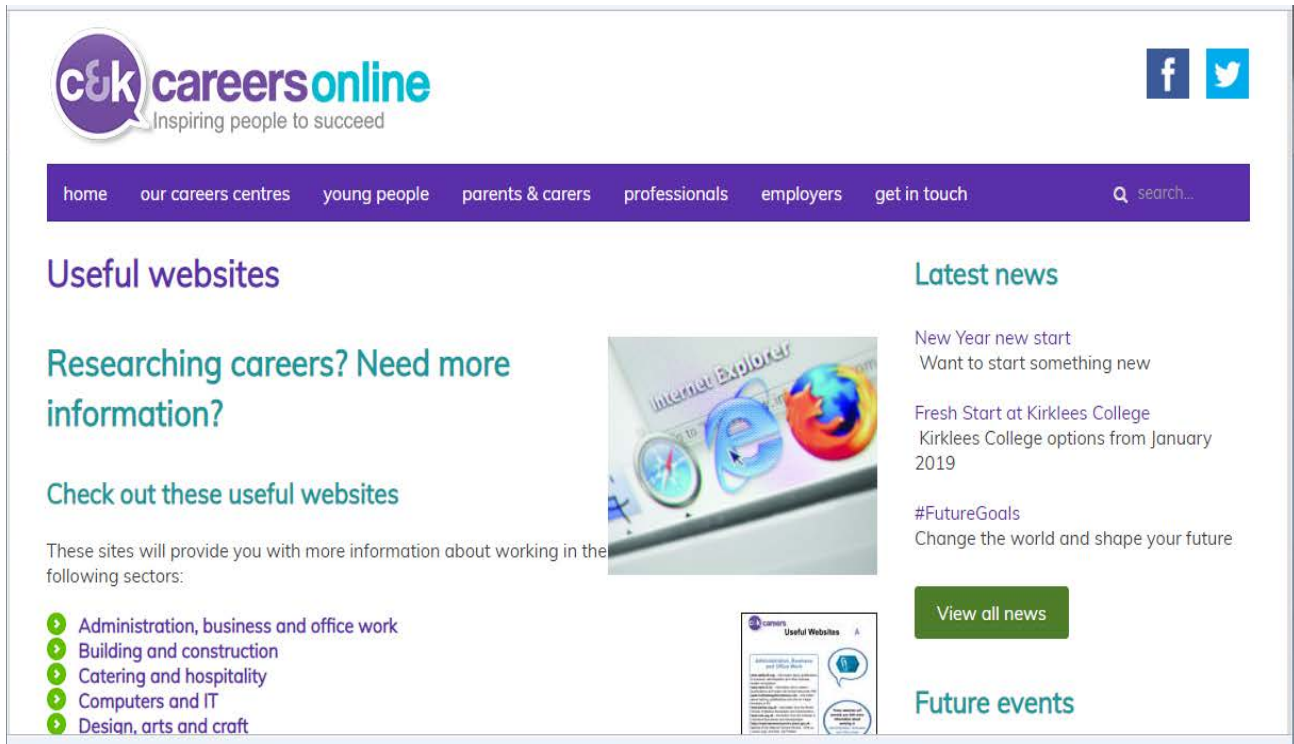 c&k careersonline
Inspiring people to succeed
f
home our careers centres young people parents & carers professionals employers get in touch search...
Useful websites
Researching careers? Need more
information?
Internet Explorer
Check out these useful websites
These sites will provide you with more information about working in the
following sectors:
Administration, business and office work
Building and construction
Catering and hospitality
Computers and IT
Design, arts and craft
careers
Useful Websites A
Administration, Business
and Office Work
Latest news
New Year new start
Want to start something new
Fresh Start at Kirklees College
Kirklees College options from January
2019
#FutureGoals
Change the world and shape your future
View all news
Future events